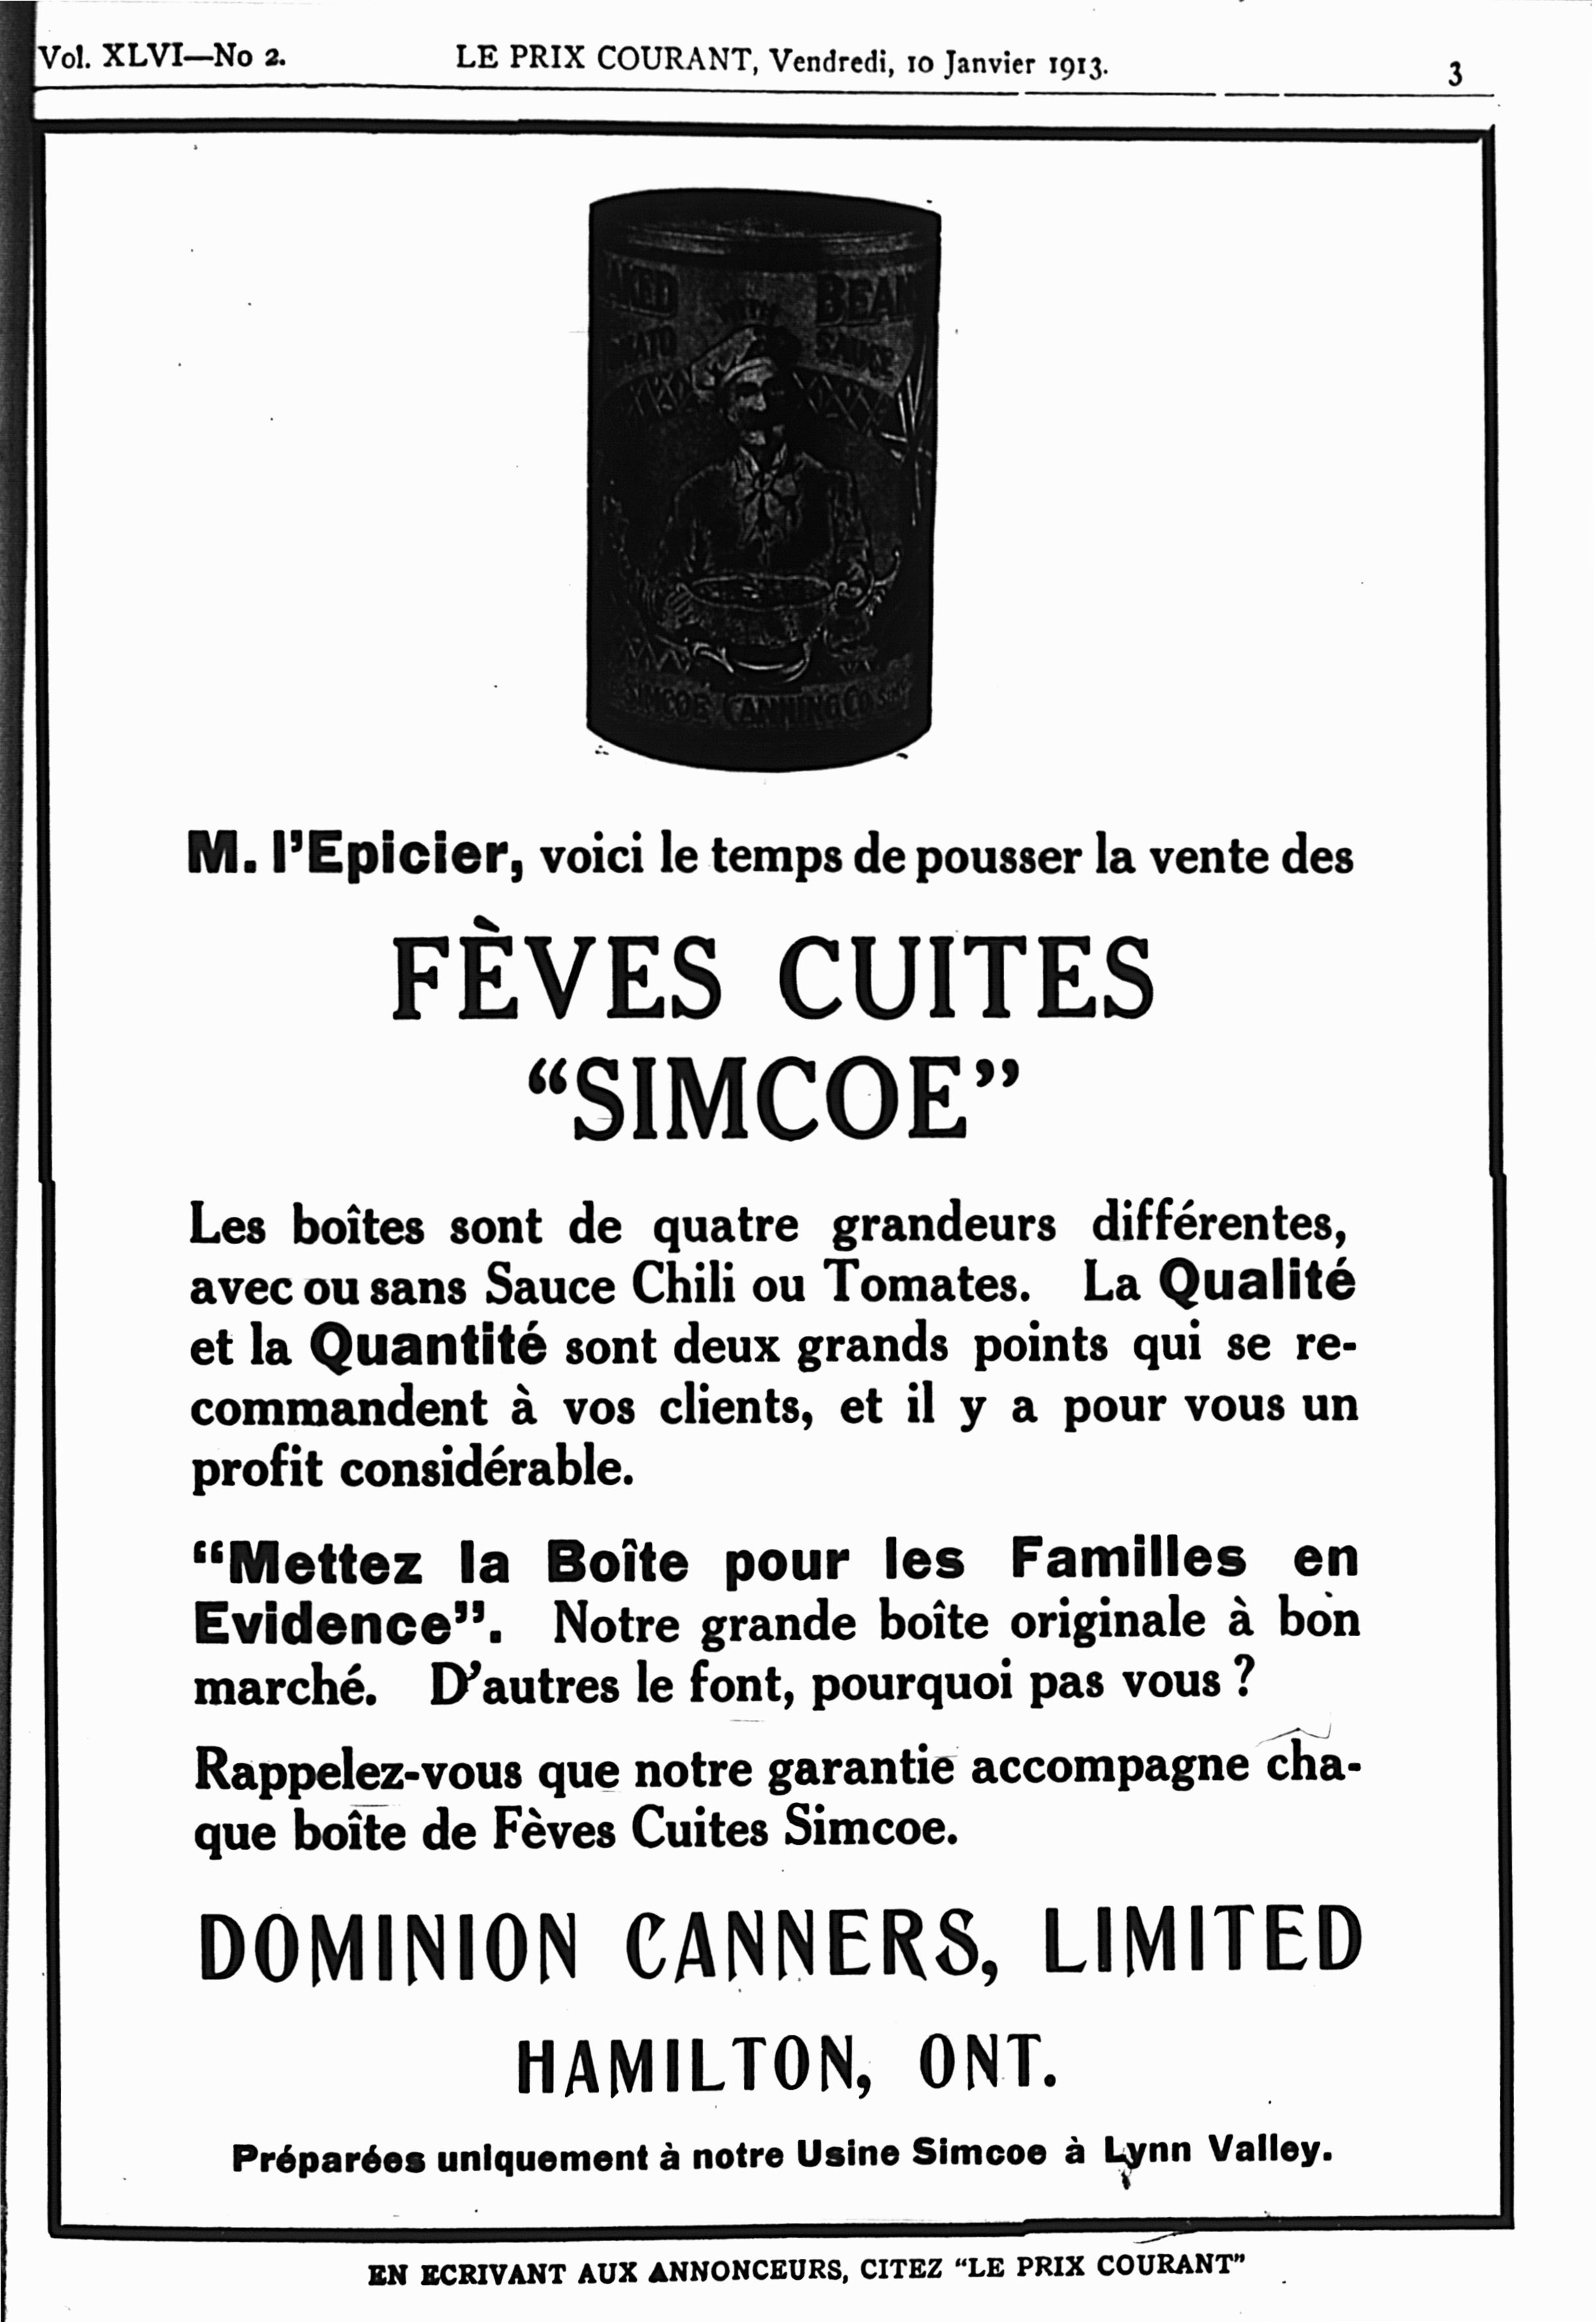 Vol. XLVI—No 2. LE PRIX COURANT, Vendredi, 10 Janvier 1913. 3
BEAN
SAUCE
SIMCOE CANNING CO
M. l'Epicier, voici le temps de pousser la vente des
FÈVES CUITES
“SIMCOE”
Les boîtes sont de quatre grandeurs différentes,
avec ou sans Sauce Chili ou Tomates. La Qualité
et la Quantité sont deux grands points qui se re-
commandent à vos clients, et il y a pour vous un
profit considérable.
“Mettez la Boîte pour les Familles en
Evidence”. Notre grande boîte originale à bon
marché. D'autres le font, pourquoi pas vous ?
Rappelez-vous que notre garantie accompagne cha-
que boîte de Fèves Cuites Simcoe.
DOMINION CANNERS, LIMITED
HAMILTON, ONT.
Préparées uniquement à notre Usine Simcoe à Lynn Valley.
EN ECRIVANT AUX ANNONCEURS, CITEZ “LE PRIX COURANT”